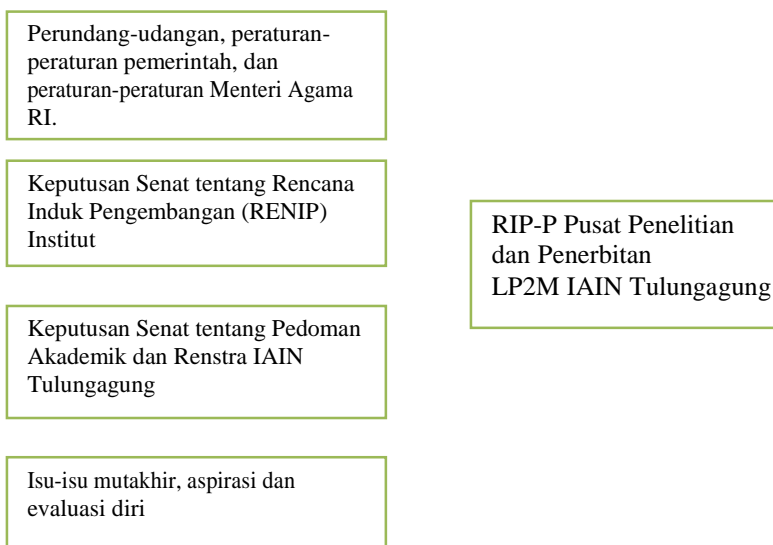 Perundang-udangan, peraturan-
peraturan pemerintah, dan
peraturan-peraturan Menteri Agama
RI.
Keputusan Senat tentang Rencana
Induk Pengembangan (RENIP)
Institut
Keputusan Senat tentang Pedoman
Akademik dan Renstra IAIN
Tulungagung
Isu-isu mutakhir, aspirasi dan
evaluasi diri
RIP-P Pusat Penelitian
dan Penerbitan
LP2M IAIN Tulungagung